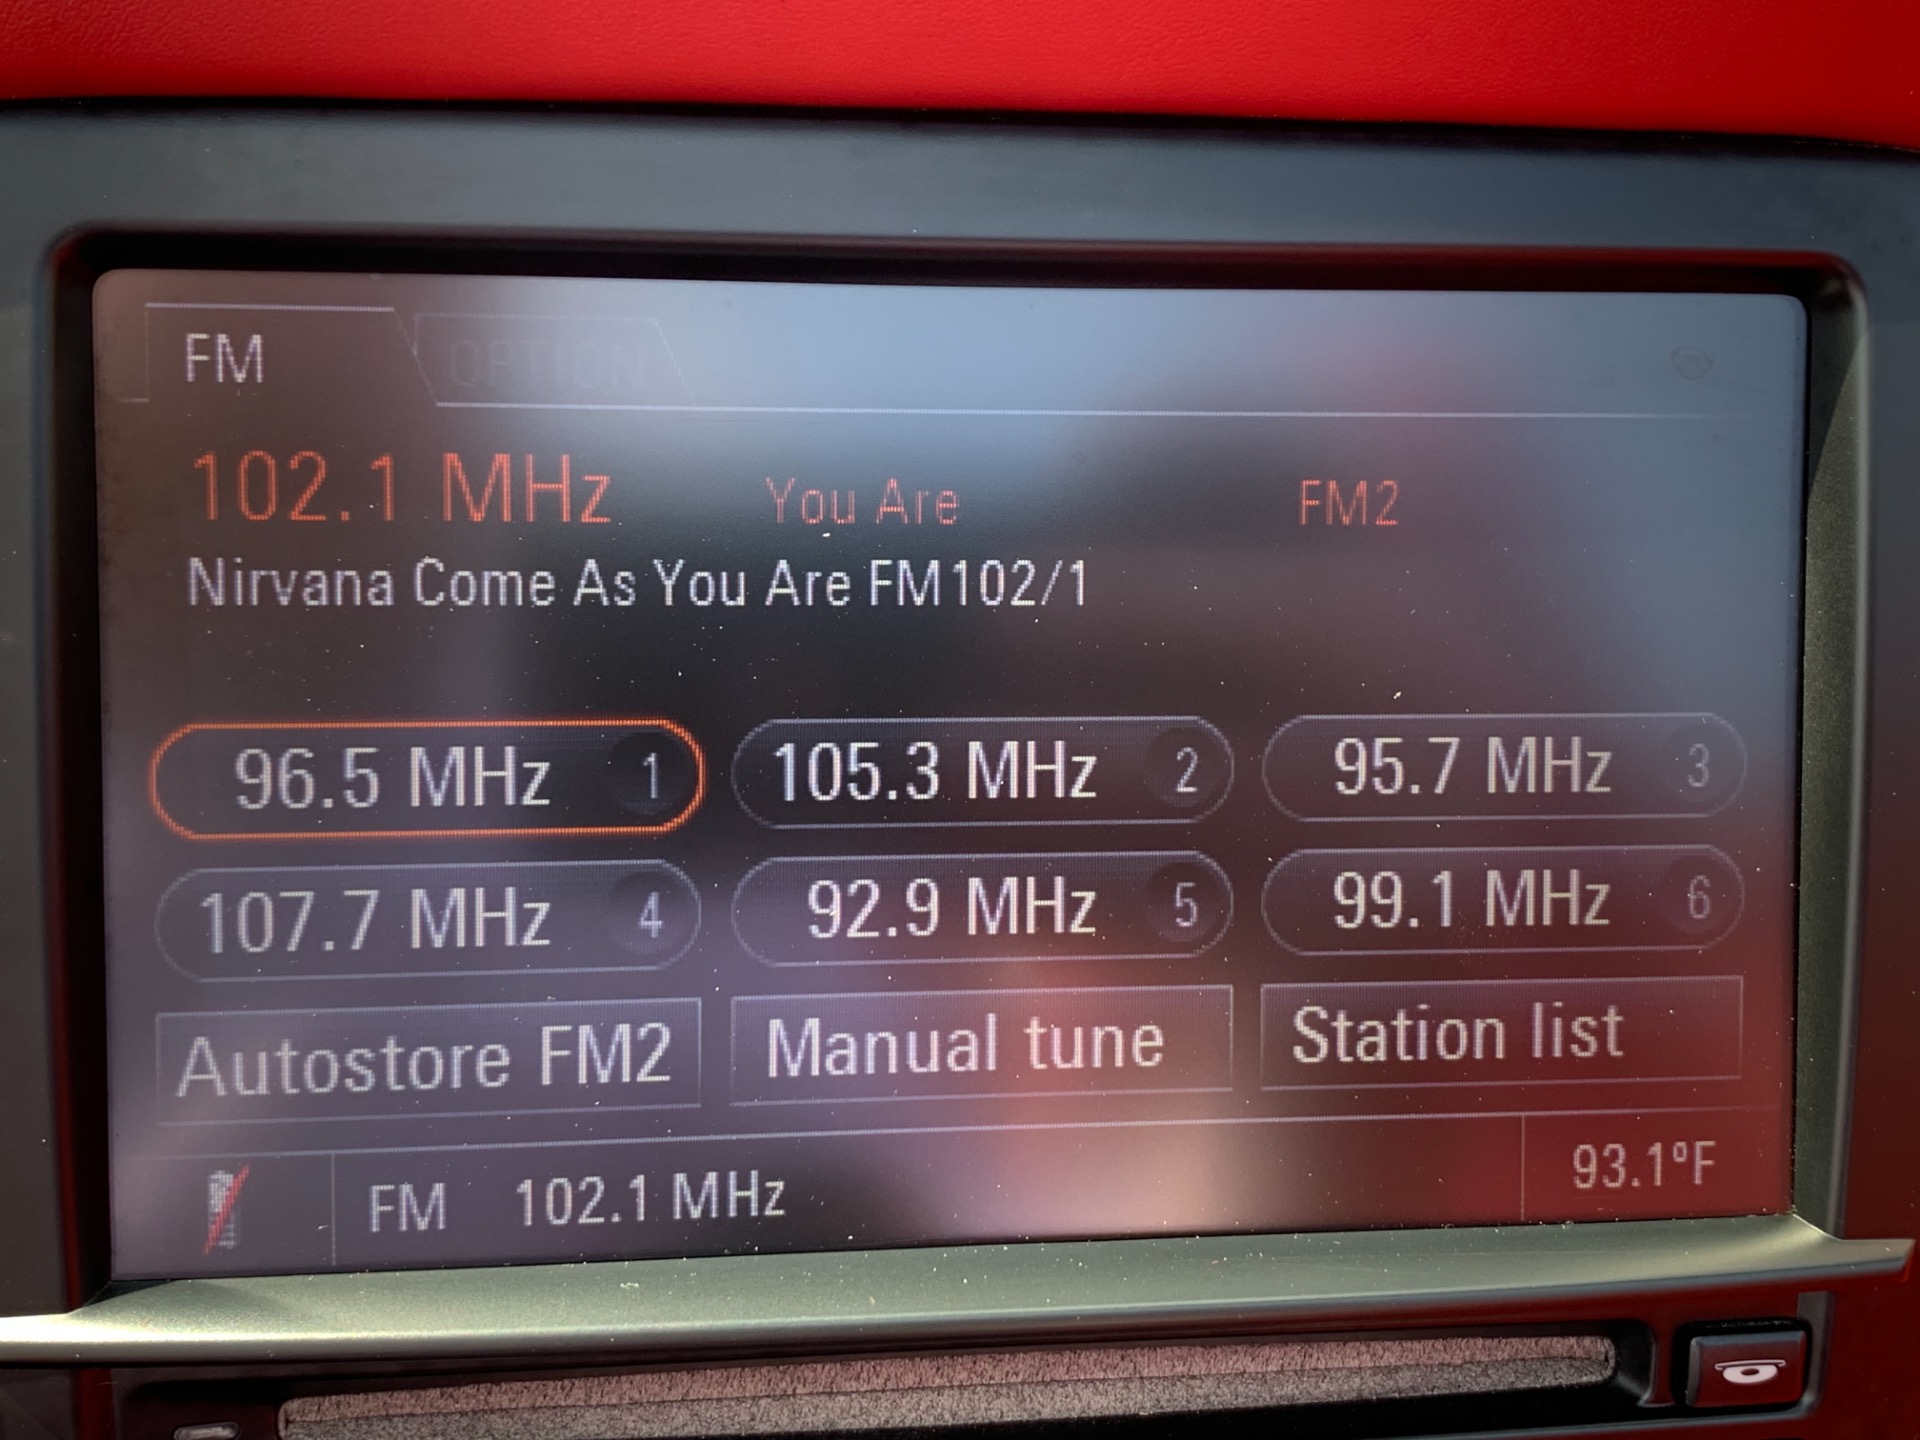 FM OPTION
102.1 MHz You Are FM2
Nirvana Come As You Are FM102/1
96.5 MHz 1 105.3 MHz 2 95.7 MHz 3
107.7 MHz 4 92.9 MHz 5 99.1 MHz 6
Autostore FM2 Manual tune Station list
FM 102.1 MHz 93.1ºF